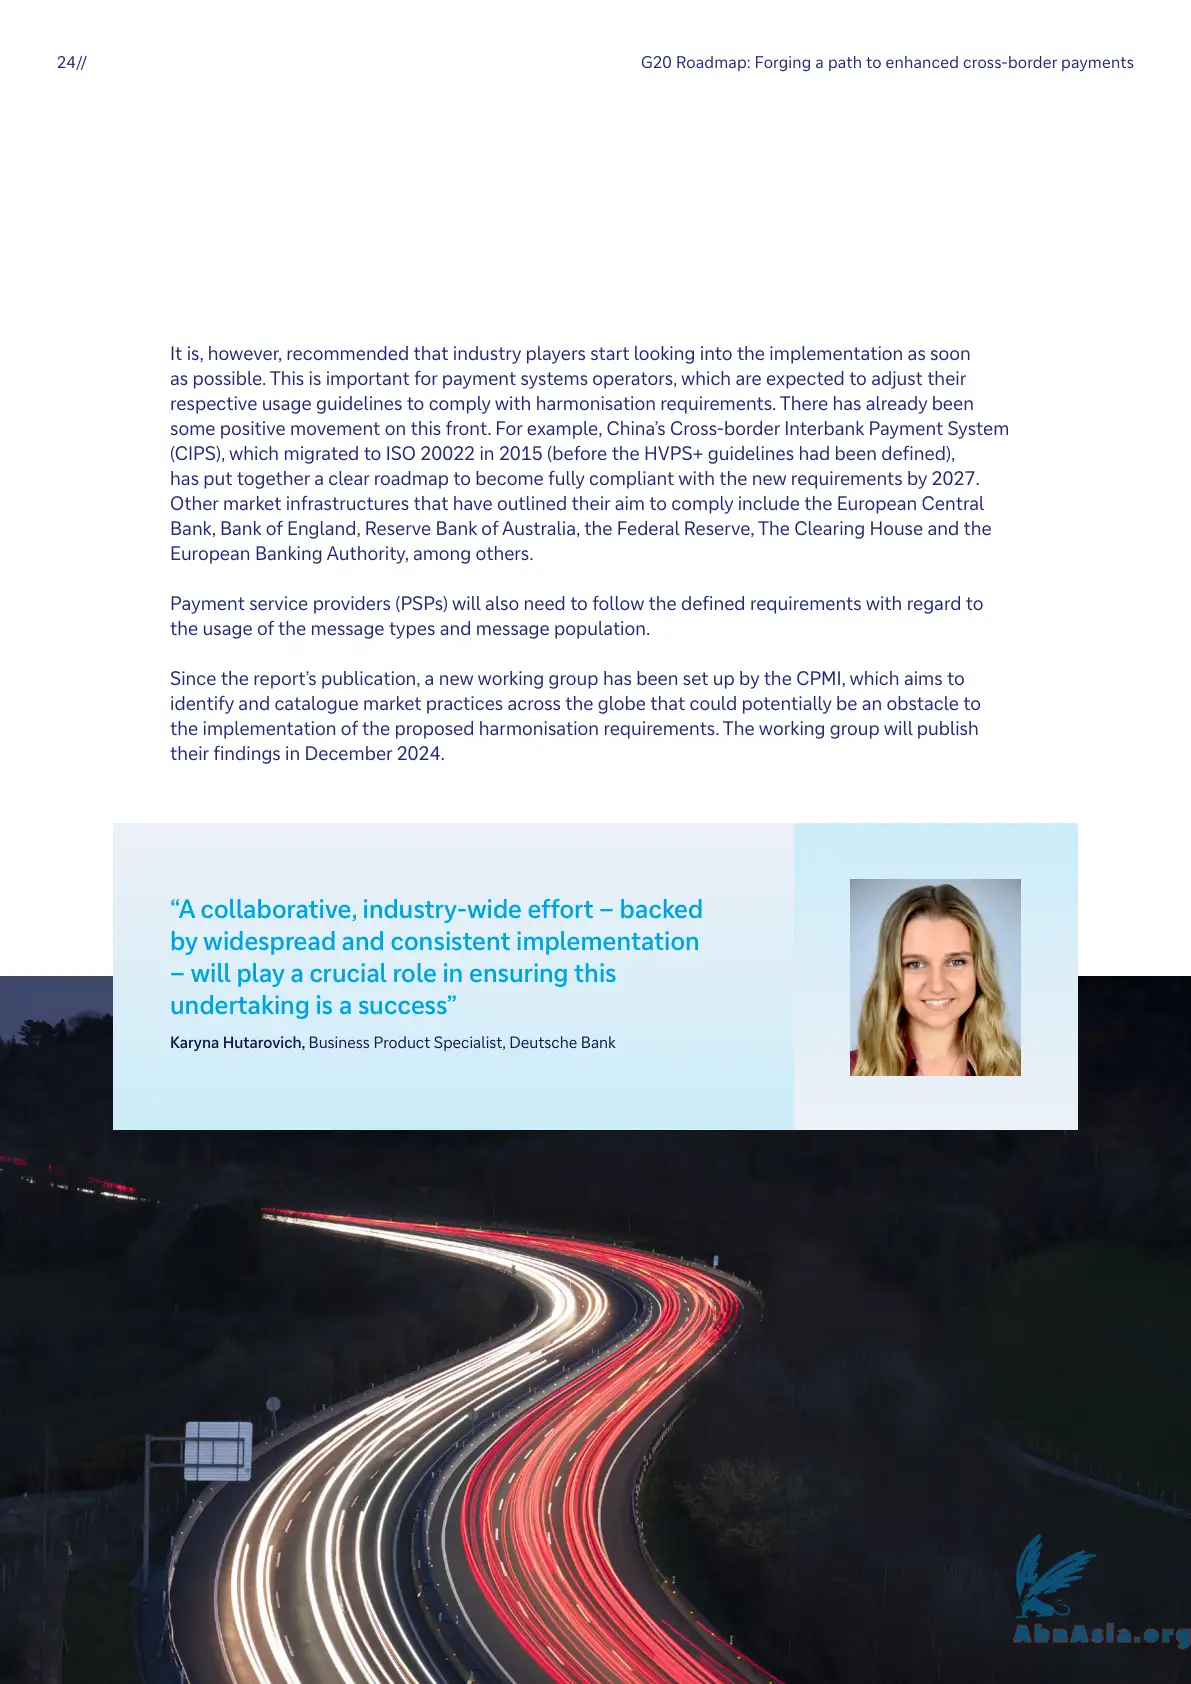 24//
G20 Roadmap: Forging a path to enhanced cross-border payments
It is, however, recommended that industry players start looking into the implementation as soon
as possible. This is important for payment systems operators, which are expected to adjust their
respective usage guidelines to comply with harmonisation requirements. There has already been
some positive movement on this front. For example, China’s Cross-border Interbank Payment System
(CIPS), which migrated to ISO 20022 in 2015 (before the HVPS+ guidelines had been defined),
has put together a clear roadmap to become fully compliant with the new requirements by 2027.
Other market infrastructures that have outlined their aim to comply include the European Central
Bank, Bank of England, Reserve Bank of Australia, the Federal Reserve, The Clearing House and the
European Banking Authority, among others.
Payment service providers (PSPs) will also need to follow the defined requirements with regard to
the usage of the message types and message population.
Since the report’s publication, a new working group has been set up by the CPMI, which aims to
identify and catalogue market practices across the globe that could potentially be an obstacle to
the implementation of the proposed harmonisation requirements. The working group will publish
their findings in December 2024.
“A collaborative, industry-wide effort – backed
by widespread and consistent implementation
– will play a crucial role in ensuring this
undertaking is a success”
Karyna Hutarovich, Business Product Specialist, Deutsche Bank
AbnAsia.org